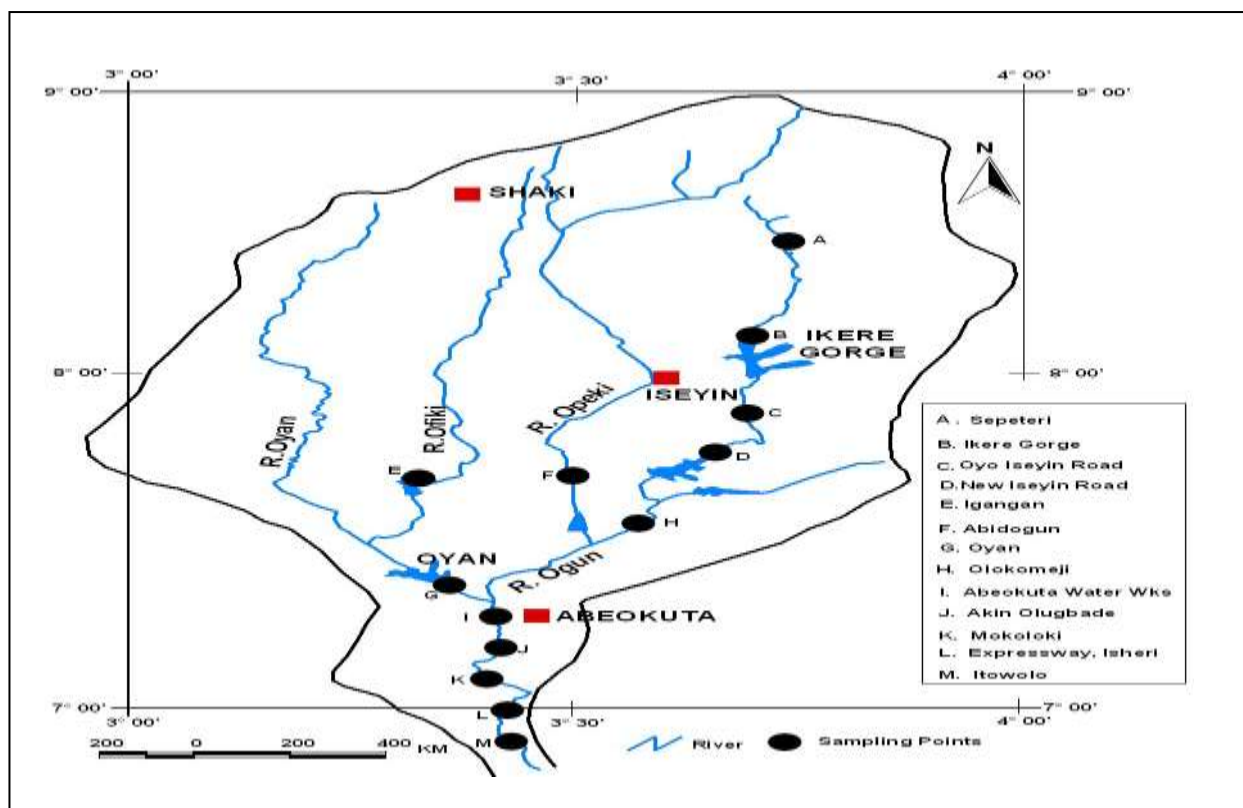 3° 00'
3° 30'
4° 00'
9° 00'
9° 00'
N
SHAKI
A
B
IKERE
GORGE
8° 00'
8° 00'
ISEYIN
C
R. Opeki
R.Ofiki
R.Oyan
D
E
F
H
OYAN
R. Ogun
G
I
ABEOKUTA
J
K
L
M
7° 00'
7° 00'
3° 00'
3° 30'
4° 00'
A. Sepeteri
B. Ikere Gorge
C. Oyo Iseyin Road
D.New Iseyin Road
E. Igangan
F. Abidogun
G. Oyan
H. Olokomeji
I. Abeokuta Water Wks
J. Akin Olugbade
K. Mokoloki
L. Expressway, Isheri
M. Itowolo
200 0 200 400 KM
River
Sampling Points